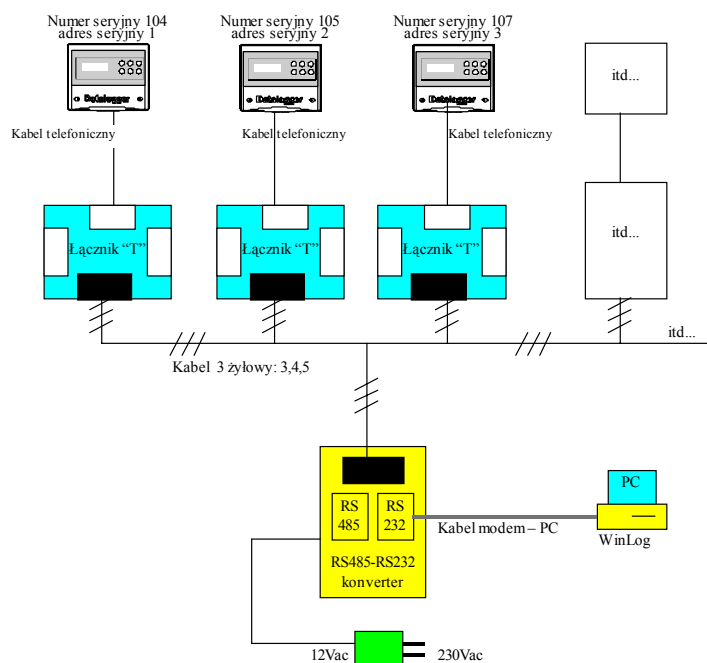 Numer seryjny 104
adres seryjny 1
Numer seryjny 105
adres seryjny 2
Numer seryjny 107
adres seryjny 3
itd...
Datalogger
Datalogger
Datalogger
Kabel telefoniczny
Kabel telefoniczny
Kabel telefoniczny
Łącznik “T”
Łącznik “T”
Łącznik “T”
itd...
itd...
Kabel 3 żyłowy: 3,4,5
RS
485
RS
232
RS485-RS232
konverter
Kabel modem – PC
PC
WinLog
12Vac
230Vac